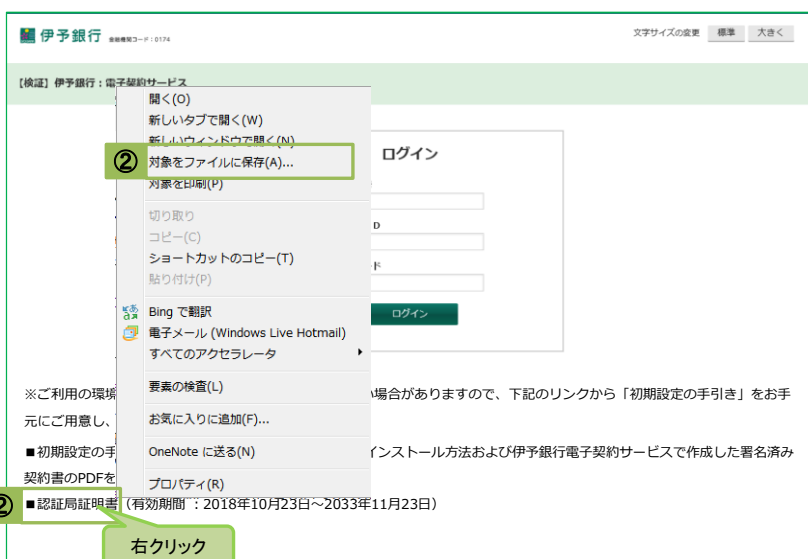 伊予銀行 金融機関コード:0174
文字サイズの変更 標準 大きく
【検証】伊予銀行:電子契約サービス
開く(O)
新しいタブで開く(W)
新しいウィンドウで開く(N)
② 対象をファイルに保存(A)...
対象を印刷(P)
切り取り
コピー(C)
ショートカットのコピー(T)
貼り付け(P)
Bing で翻訳
電子メール (Windows Live Hotmail)
すべてのアクセラレータ
要素の検査(L)
お気に入りに追加(F)...
OneNote に送る(N)
プロパティ(R)
ログイン
D
ード
ログイン
※ご利用の環境 い場合がありますので、下記のリンクから「初期設定の手引き」をお手
元にご用意し、
■初期設定の手 インストール方法および伊予銀行電子契約サービスで作成した署名済み
契約書のPDFを
② ■認証局証明書(有効期間 :2018年10月23日~2033年11月23日)
右クリック